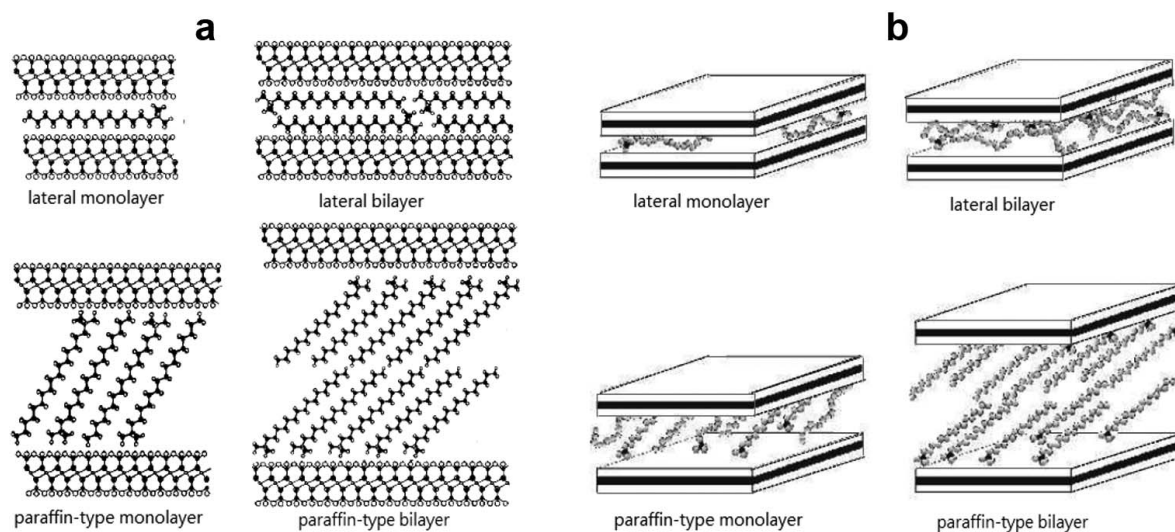 a
b
lateral monolayer
lateral bilayer
lateral monolayer
lateral bilayer
paraffin-type monolayer
paraffin-type bilayer
paraffin-type monolayer
paraffin-type bilayer